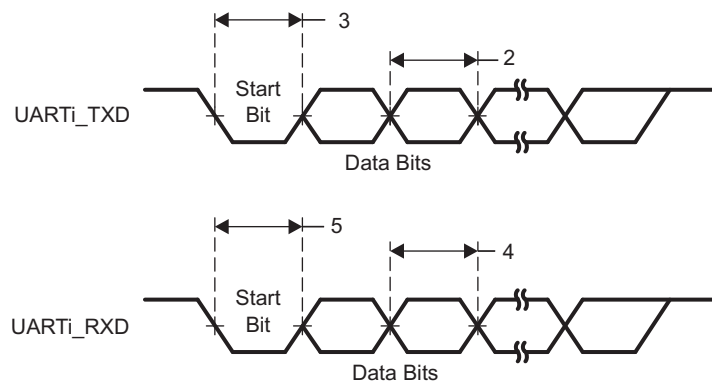 3
2
Start
Bit
UARTi_TXD
Data Bits
5
4
Start
Bit
UARTi_RXD
Data Bits